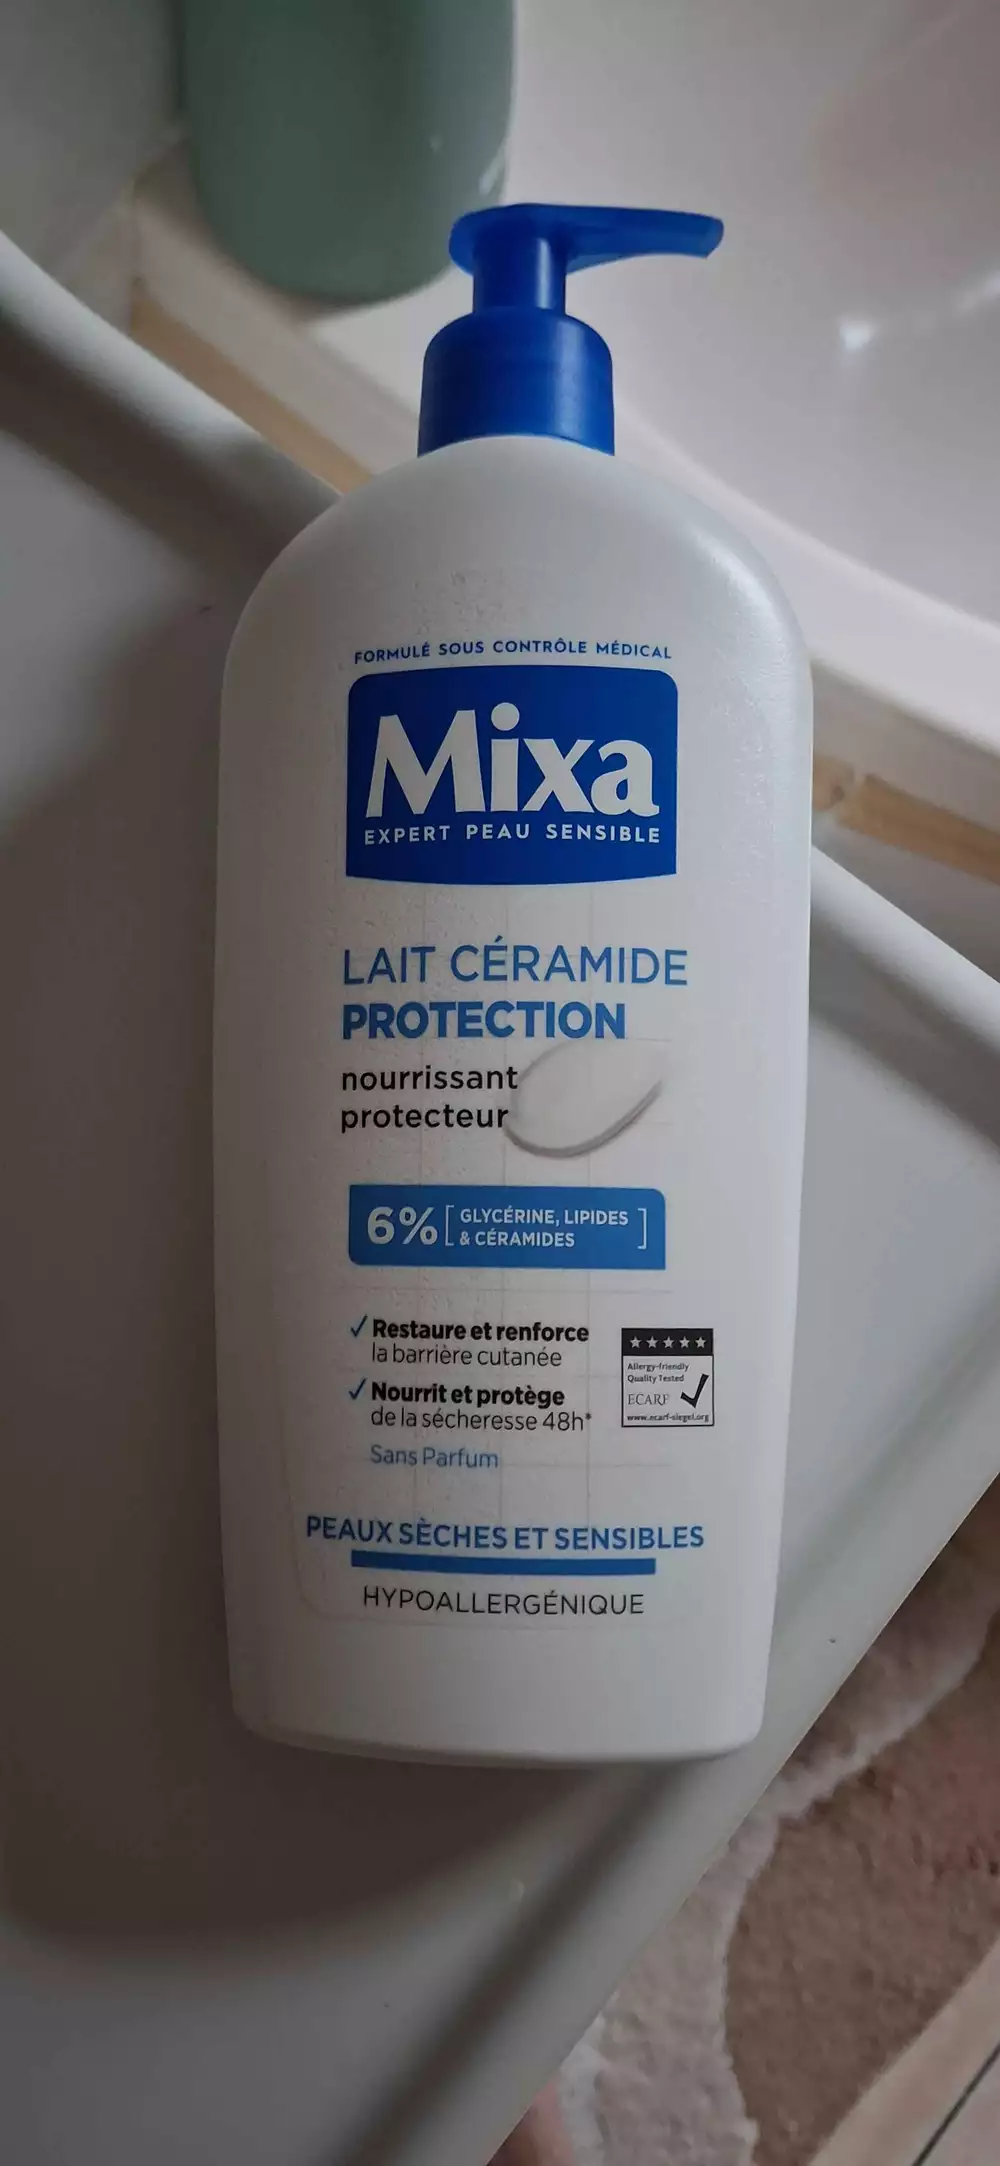 FORMULÉ SOUS CONTRÔLE MÉDICAL
Mixa
EXPERT PEAU SENSIBLE
LAIT CÉRAMIDE
PROTECTION
nourrissant
protecteur
6% [GLYCÉRINE, LIPIDES
& CÉRAMIDES]
✓ Restaure et renforce
la barrière cutanée
✓ Nourrit et protège
de la sécheresse 48h*
Sans Parfum
Allergy-friendly
Quality Tested
ECARF
www.ecarf-siegel.org
PEAUX SÈCHES ET SENSIBLES
HYPOALLERGÉNIQUE